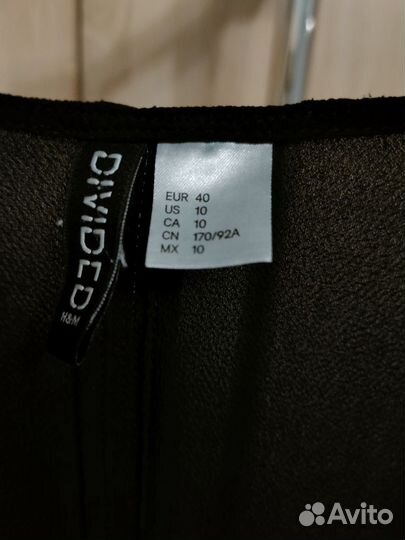 DIVIDED
H&M
EUR 40
US 10
CA 10
CN 170/92A
MX 10
Avito